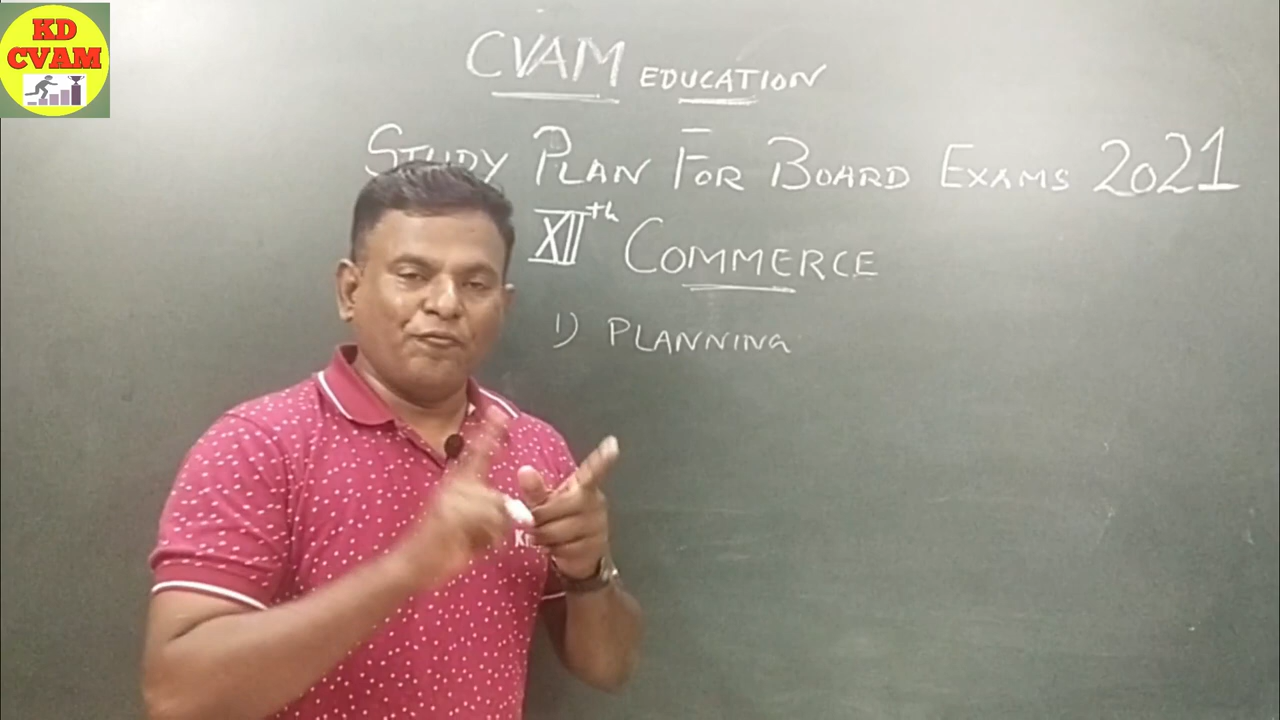 KD
CVAM
CVAM EDUCATION
STUDY PLAN FOR BOARD EXAMS 2021
XIIth COMMERCE
1) PLANNING